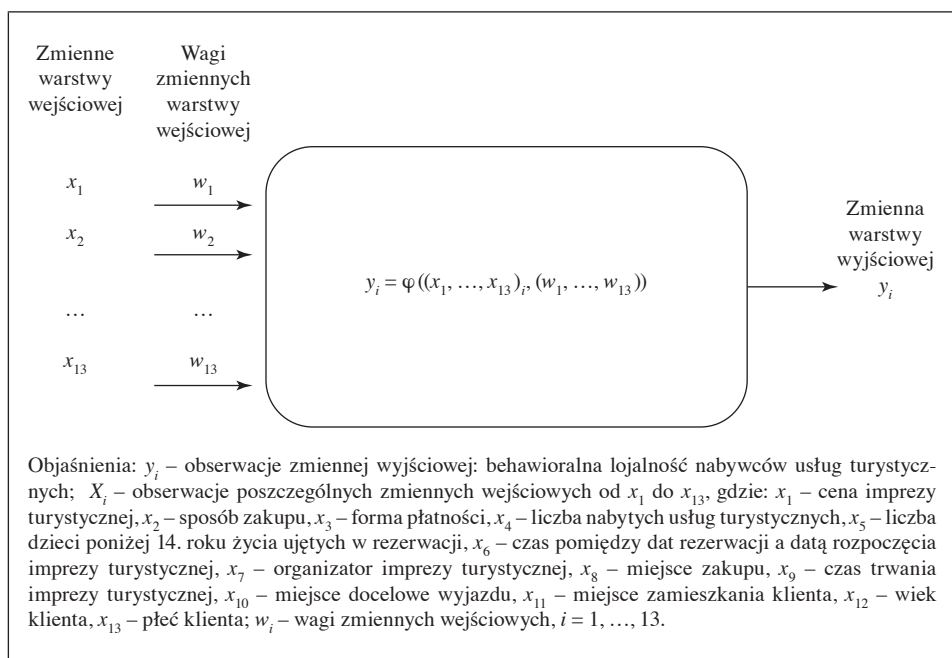 Zmienne
warstwy
wejściowej
Wagi
zmiennych
warstwy
wejściowej
x1
w1
x2
w2
…
…
x13
w13
yi = φ((x1, …, x13)i, (w1, …, w13))
Zmienna
warstwy
wyjściowej
yi
Objaśnienia: yi – obserwacje zmiennej wyjściowej: behawioralna lojalność nabywców usług turystycz-
nych; Xi – obserwacje poszczególnych zmiennych wejściowych od x1 do x13, gdzie: x1 – cena imprezy
turystycznej, x2 – sposób zakupu, x3 – forma płatności, x4 – liczba nabytych usług turystycznych, x5 – liczba
dzieci poniżej 14. roku życia ujętych w rezerwacji, x6 – czas pomiędzy dat rezerwacji a datą rozpoczęcia
imprezy turystycznej, x7 – organizator imprezy turystycznej, x8 – miejsce zakupu, x9 – czas trwania
imprezy turystycznej, x10 – miejsce docelowe wyjazdu, x11 – miejsce zamieszkania klienta, x12 – wiek
klienta, x13 – płeć klienta; wi – wagi zmiennych wejściowych, i = 1, …, 13.